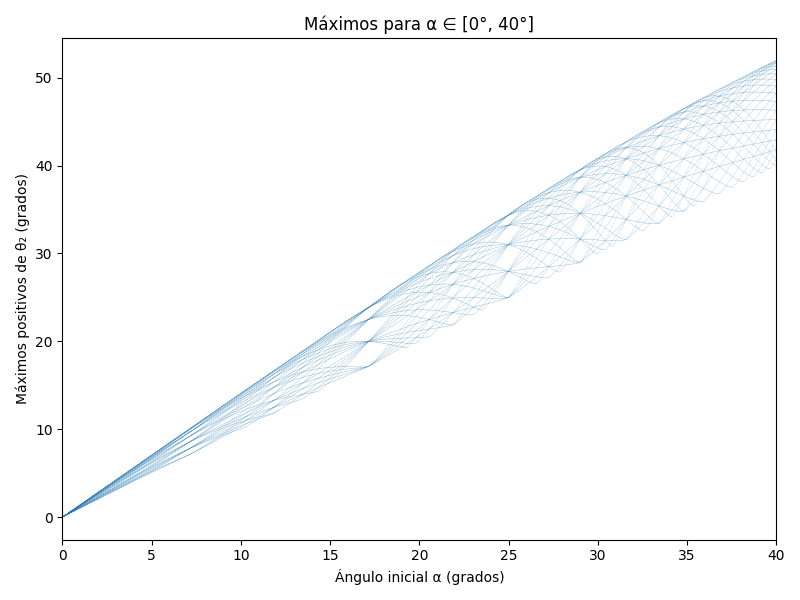 Máximos para α ∈ [0°, 40°]
Máximos positivos de θ₂ (grados)
50
40
30
20
10
0
0 5 10 15 20 25 30 35 40
Ángulo inicial α (grados)